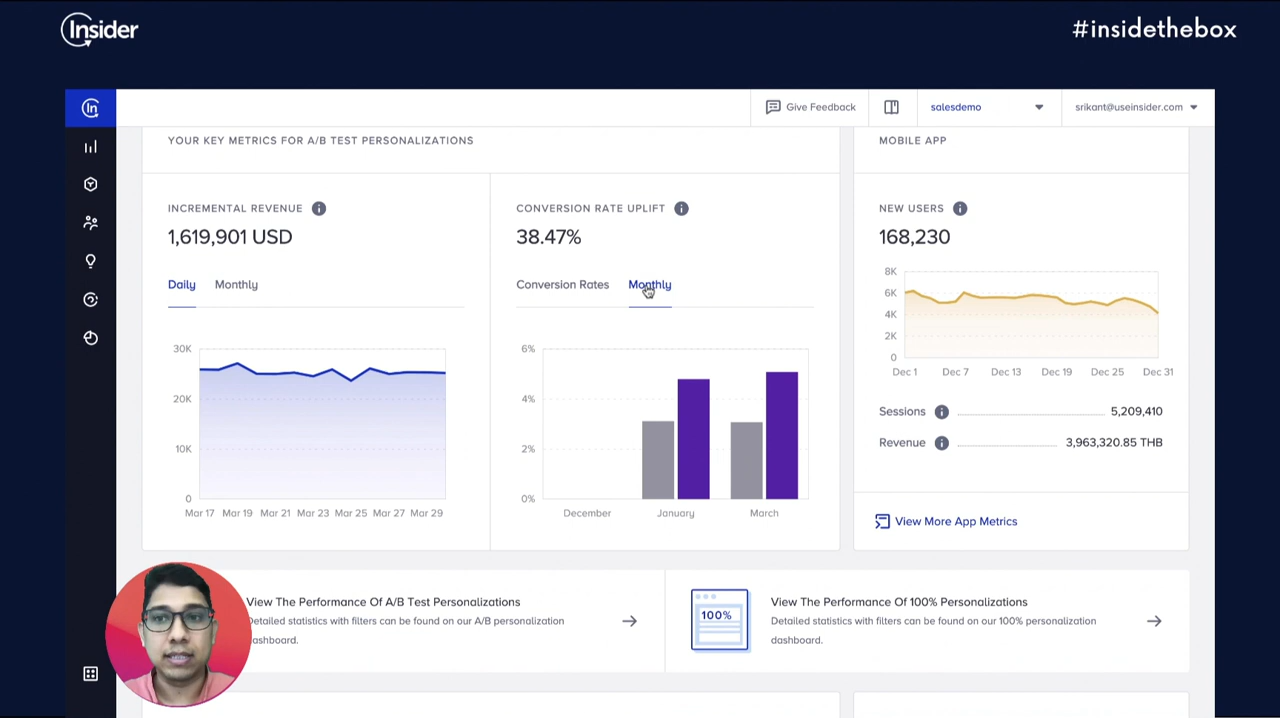 Insider
#insidethebox
In
Give Feedback
salesdemo
srikant@useinsider.com
YOUR KEY METRICS FOR A/B TEST PERSONALIZATIONS
MOBILE APP
INCREMENTAL REVENUE
CONVERSION RATE UPLIFT
NEW USERS
1,619,901 USD
38.47%
168,230
Daily
Monthly
Conversion Rates
Monthly
30K
20K
10K
0
Mar 17
Mar 19
Mar 21
Mar 23
Mar 25
Mar 27
Mar 29
6%
4%
2%
0%
December
January
March
8K
6K
4K
2K
0
Dec 1
Dec 7
Dec 13
Dec 19
Dec 25
Dec 31
Sessions
5,209,410
Revenue
3,963,320.85 THB
View More App Metrics
View The Performance Of A/B Test Personalizations
Detailed statistics with filters can be found on our A/B personalization
dashboard.
100%
View The Performance Of 100% Personalizations
Detailed statistics with filters can be found on our 100% personalization
dashboard.